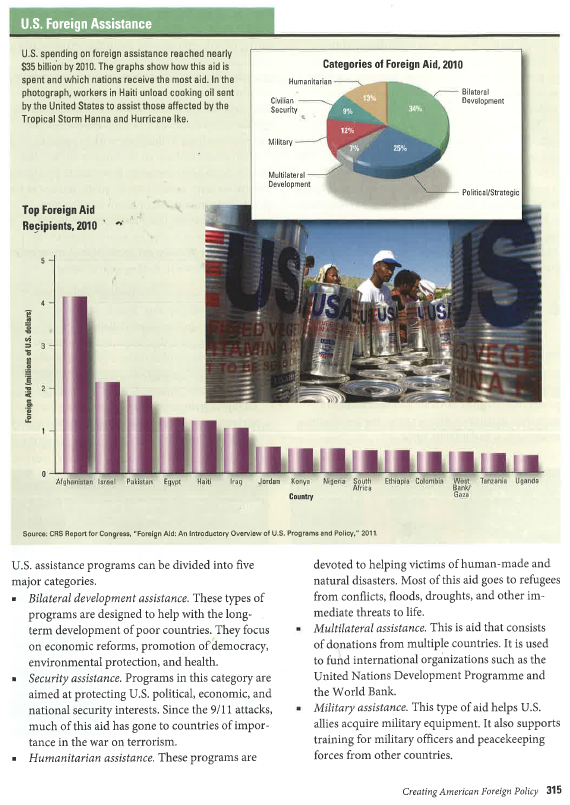 U.S. Foreign Assistance
U.S. spending on foreign assistance reached nearly
$35 billion by 2010. The graphs show how this aid is
spent and which nations receive the most aid. In the
photograph, workers in Haiti unload cooking oil sent
by the United States to assist those affected by the
Tropical Storm Hanna and Hurricane Ike.
Categories of Foreign Aid, 2010
Humanitarian
13%
Bilateral
Development
34%
Civilian
Security
9%
Military
12%
Multilateral
Development
7%
25%
Political/Strategic
Top Foreign Aid
Recipients, 2010
US
USA
US
US
US
VEGE
Foreign Aid (millions of U.S. dollars)
5
4
3
2
1
0
Afghanistan Israel Pakistan Egypt Haiti Iraq Jordan Kenya Nigeria South Africa Ethiopia Colombia West Bank/ Gaza Tanzania Uganda
Country
Source: CRS Report for Congress, "Foreign Aid: An Introductory Overview of U.S. Programs and Policy," 2011
U.S. assistance programs can be divided into five
major categories.
▪ Bilateral development assistance. These types of
programs are designed to help with the long-
term development of poor countries. They focus
on economic reforms, promotion of democracy,
environmental protection, and health.
▪ Security assistance. Programs in this category are
aimed at protecting U.S. political, economic, and
national security interests. Since the 9/11 attacks,
much of this aid has gone to countries of impor-
tance in the war on terrorism.
▪ Humanitarian assistance. These programs are
devoted to helping victims of human-made and
natural disasters. Most of this aid goes to refugees
from conflicts, floods, droughts, and other im-
mediate threats to life.
▪ Multilateral assistance. This is aid that consists
of donations from multiple countries. It is used
to fund international organizations such as the
United Nations Development Programme and
the World Bank.
▪ Military assistance. This type of aid helps U.S.
allies acquire military equipment. It also supports
training for military officers and peacekeeping
forces from other countries.
Creating American Foreign Policy 315